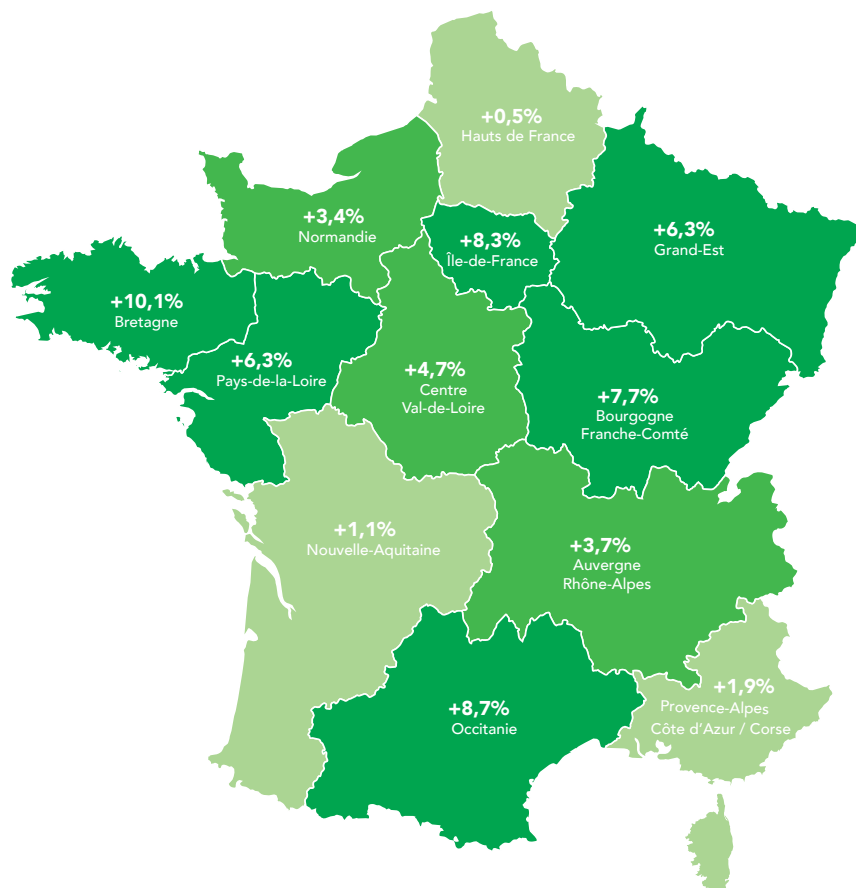 +0,5%
Hauts de France
+3,4%
Normandie
+8,3%
Île-de-France
+6,3%
Grand-Est
+10,1%
Bretagne
+6,3%
Pays-de-la-Loire
+4,7%
Centre
Val-de-Loire
+7,7%
Bourgogne
Franche-Comté
+1,1%
Nouvelle-Aquitaine
+3,7%
Auvergne
Rhône-Alpes
+8,7%
Occitanie
+1,9%
Provence-Alpes
Côte d'Azur / Corse